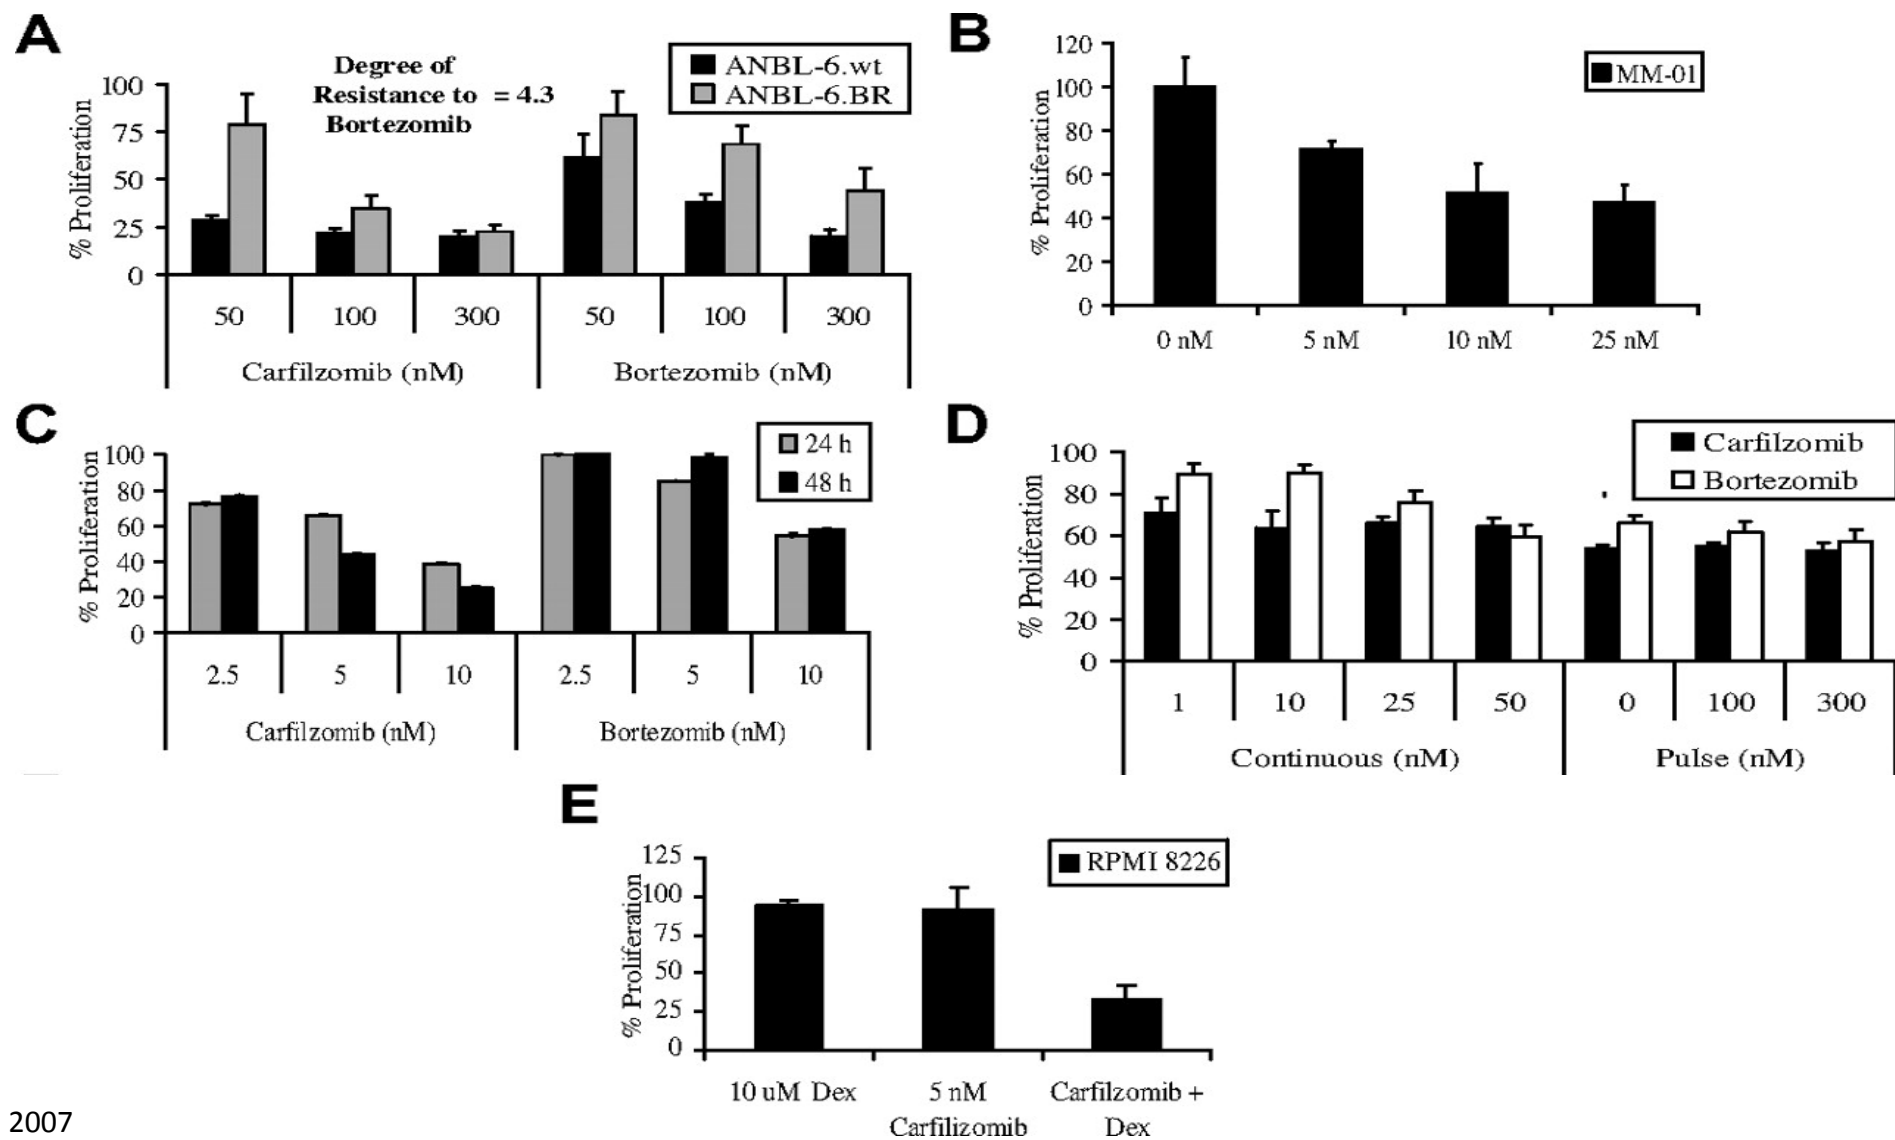 A
Degree of
Resistance to = 4.3
Bortezomib
ANBL-6.wt
ANBL-6.BR
% Proliferation
100
75
50
25
0
50 100 300 50 100 300
Carfilzomib (nM) Bortezomib (nM)
B
MM-01
% Proliferation
120
100
80
60
40
20
0
0 nM 5 nM 10 nM 25 nM
C
24 h
48 h
% Proliferation
100
80
60
40
20
0
2.5 5 10 2.5 5 10
Carfilzomib (nM) Bortezomib (nM)
D
Carfilzomib
Bortezomib
% Proliferation
100
80
60
40
20
0
1 10 25 50 0 100 300
Continuous (nM) Pulse (nM)
E
RPMI 8226
% Proliferation
125
100
75
50
25
0
10 uM Dex 5 nM Carfilzomib +
Carfilizomib Dex
2007